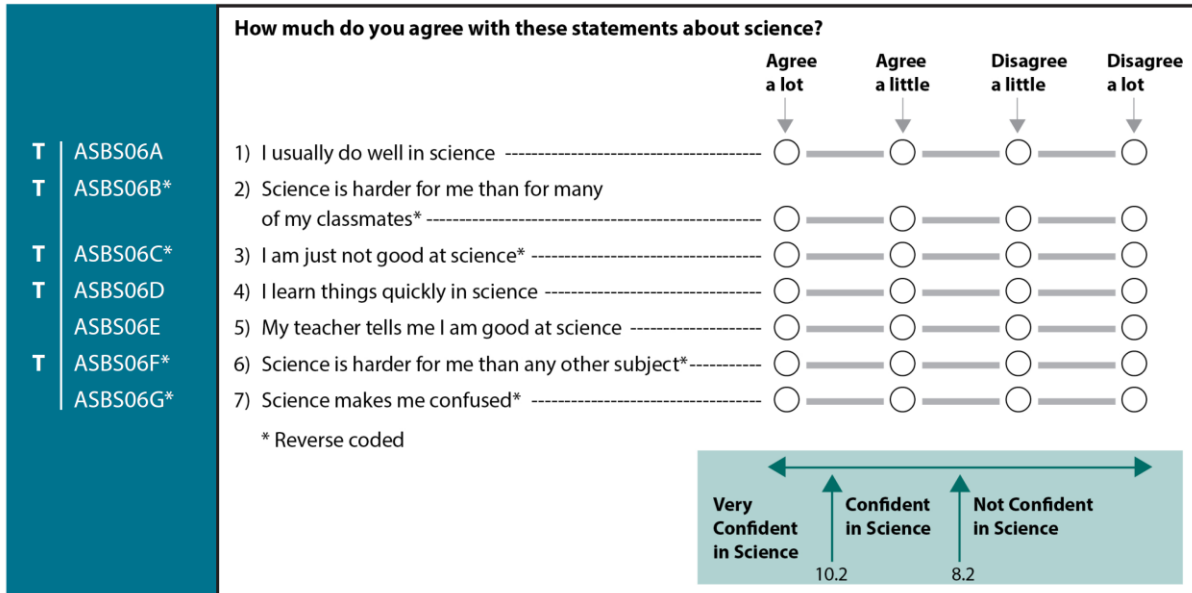 How much do you agree with these statements about science?
Agree a lot
Agree a little
Disagree a little
Disagree a lot
T ASBS06A 1) I usually do well in science
T ASBS06B* 2) Science is harder for me than for many
of my classmates*
T ASBS06C* 3) I am just not good at science*
T ASBS06D 4) I learn things quickly in science
ASBS06E 5) My teacher tells me I am good at science
T ASBS06F* 6) Science is harder for me than any other subject*
ASBS06G* 7) Science makes me confused*
* Reverse coded
Very
Confident
in Science
Confident
in Science
Not Confident
in Science
10.2
8.2